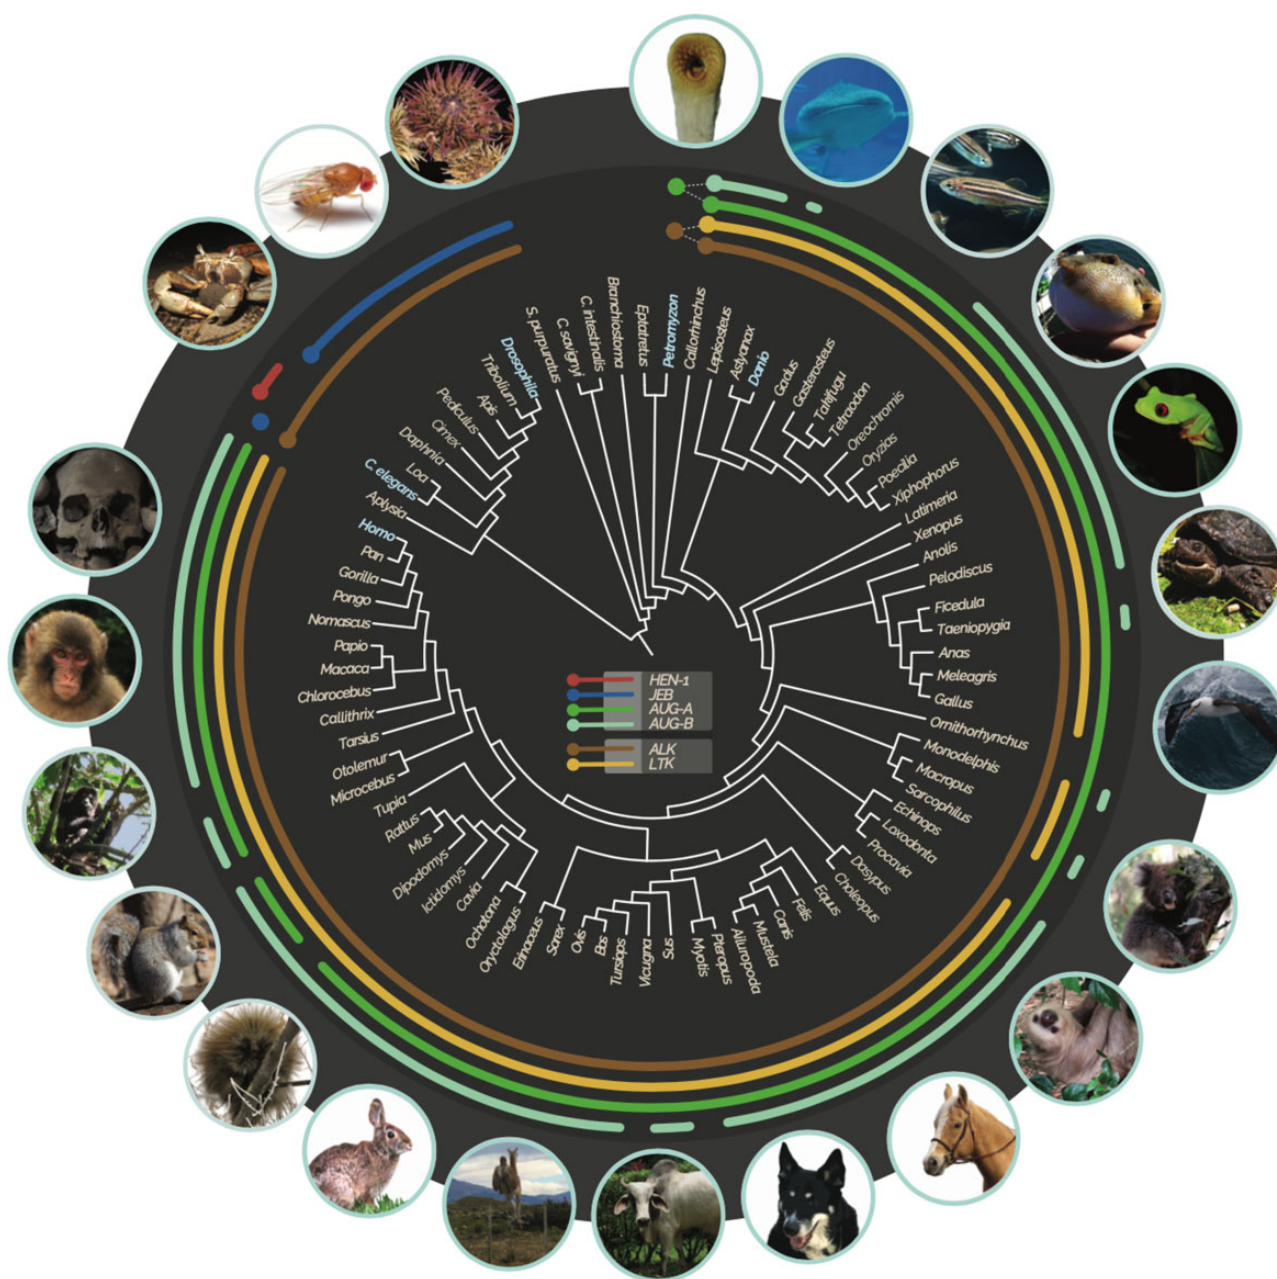 Aplysia
C. elegans
Loa
Daphnia
Cimex
Pediculus
Apis
Tribolium
Drosophila
S. purpuratus
C. savignyi
C. intestinalis
Branchiostoma
Eptatretus
Petromyzon
Callorhinchus
Lepisosteus
Astyanax
Danio
Gadus
Gasterosteus
Takifugu
Tetraodon
Oreochromis
Oryzias
Poecilia
Xiphophorus
Latimeria
Xenopus
Anolis
Pelodiscus
Ficedula
Taeniopygia
Anas
Meleagris
Gallus
Ornithorhynchus
Monodelphis
Macropus
Sarcophilus
Echinops
Loxodonta
Procavia
Dasypus
Choleopus
Equus
Felis
Canis
Mustela
Ailuropoda
Pteropus
Myotis
Sus
Vicugna
Tursiops
Bos
Ovis
Sorex
Erinaceus
Oryctologus
Ochotona
Cavia
Ictidomys
Dipodomys
Mus
Rattus
Tupia
Microcebus
Otolemur
Tarsius
Callithrix
Chlorocebus
Macaca
Papio
Nomascus
Pongo
Gorilla
Pan
Homo
HEN-1
JEB
AUG-A
AUG-B
ALK
LTK